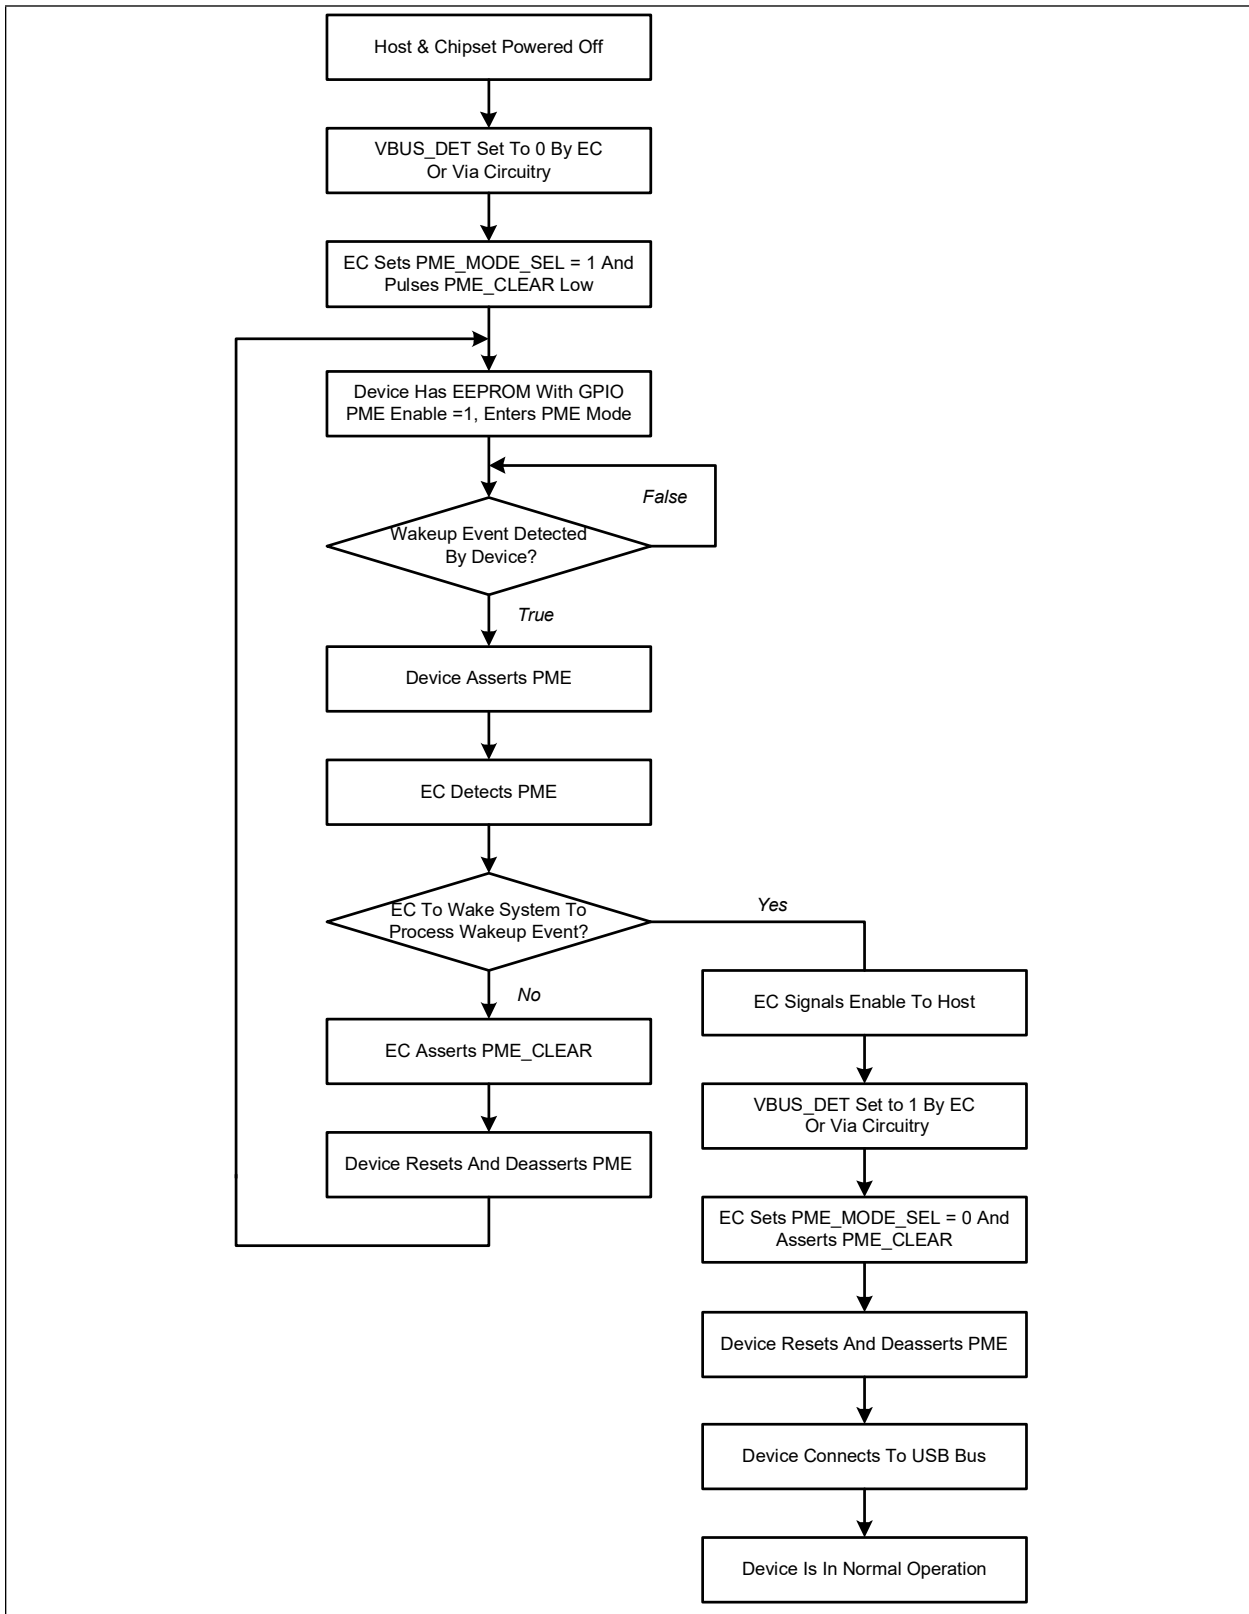 Host & Chipset Powered Off
VBUS_DET Set To 0 By EC
Or Via Circuitry
EC Sets PME_MODE_SEL = 1 And
Pulses PME_CLEAR Low
Device Has EEPROM With GPIO
PME Enable =1, Enters PME Mode
False
Wakeup Event Detected
By Device?
True
Device Asserts PME
EC Detects PME
EC To Wake System To
Process Wakeup Event?
Yes
No
EC Asserts PME_CLEAR
Device Resets And Deasserts PME
EC Signals Enable To Host
VBUS_DET Set to 1 By EC
Or Via Circuitry
EC Sets PME_MODE_SEL = 0 And
Asserts PME_CLEAR
Device Resets And Deasserts PME
Device Connects To USB Bus
Device Is In Normal Operation